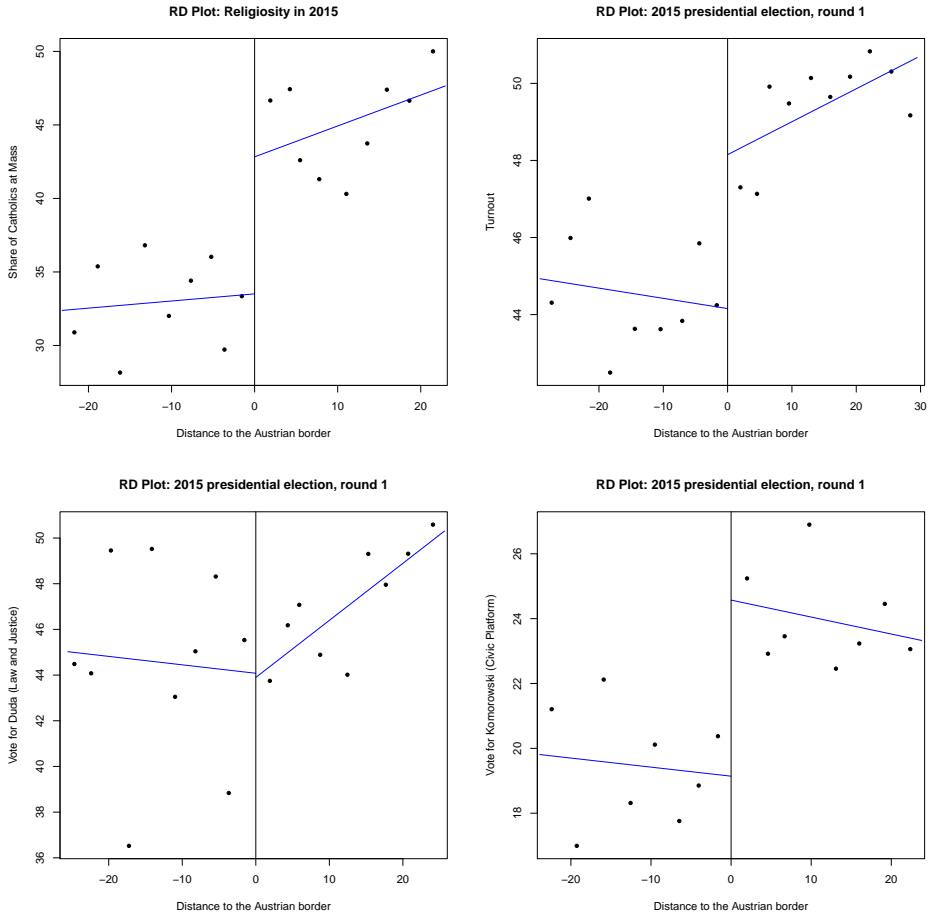 RD Plot: Religiosity in 2015
Share of Catholics at Mass
50
45
40
35
30
−20 −10 0 10 20
Distance to the Austrian border
RD Plot: 2015 presidential election, round 1
Turnout
50
48
46
44
−20 −10 0 10 20 30
Distance to the Austrian border
RD Plot: 2015 presidential election, round 1
Vote for Duda (Law and Justice)
50
48
46
44
42
40
38
36
−20 −10 0 10 20
Distance to the Austrian border
RD Plot: 2015 presidential election, round 1
Vote for Komorowski (Civic Platform)
26
24
22
20
18
−20 −10 0 10 20
Distance to the Austrian border